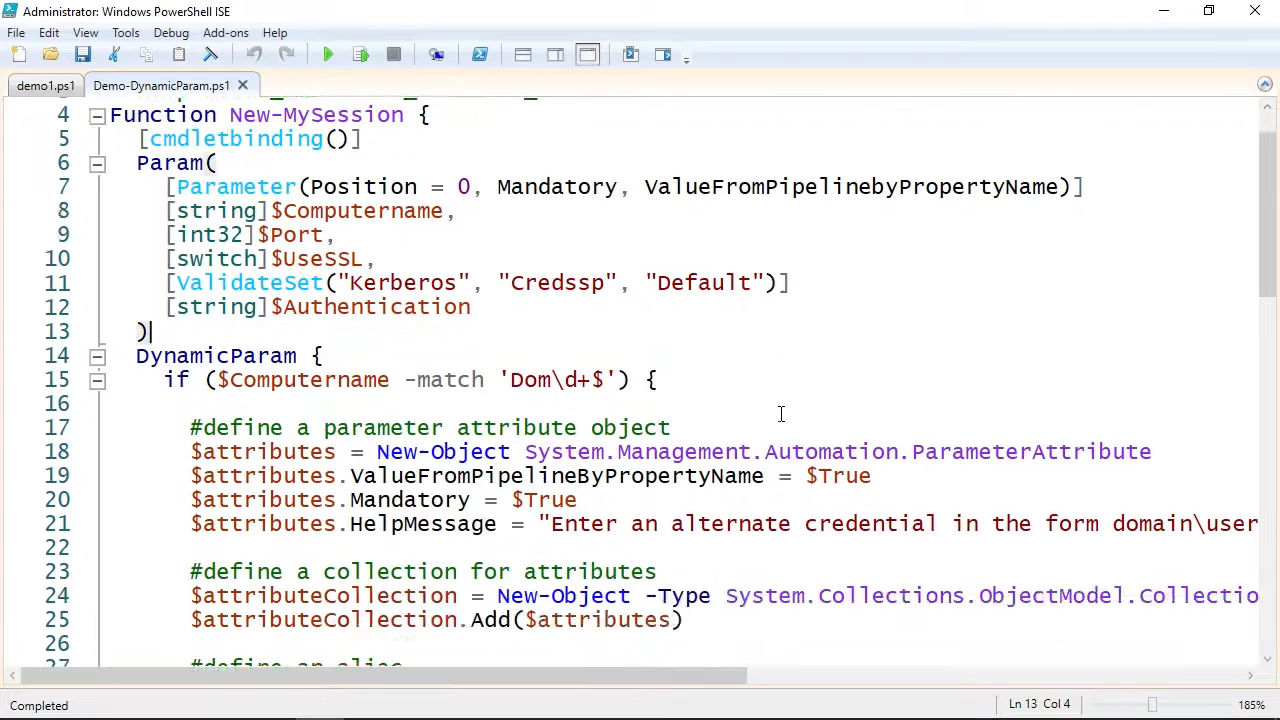 Administrator: Windows PowerShell ISE
File Edit View Tools Debug Add-ons Help
demo1.ps1 Demo-DynamicParam.ps1
4 Function New-MySession {
5 [cmdletbinding()]
6 Param(
7 [Parameter(Position = 0, Mandatory, ValueFromPipelinebyPropertyName)]
8 [string]$Computername,
9 [int32]$Port,
10 [switch]$UseSSL,
11 [ValidateSet("Kerberos", "Credssp", "Default")]
12 [string]$Authentication
13 )
14 DynamicParam {
15 if ($Computername -match 'Dom\d+$') {
16
17 #define a parameter attribute object
18 $attributes = New-Object System.Management.Automation.ParameterAttribute
19 $attributes.ValueFromPipelineByPropertyName = $True
20 $attributes.Mandatory = $True
21 $attributes.HelpMessage = "Enter an alternate credential in the form domain\user
22
23 #define a collection for attributes
24 $attributeCollection = New-Object -Type System.Collections.ObjectModel.Collectio
25 $attributeCollection.Add($attributes)
26
27 #define an alias
Completed Ln 13 Col 4 185%